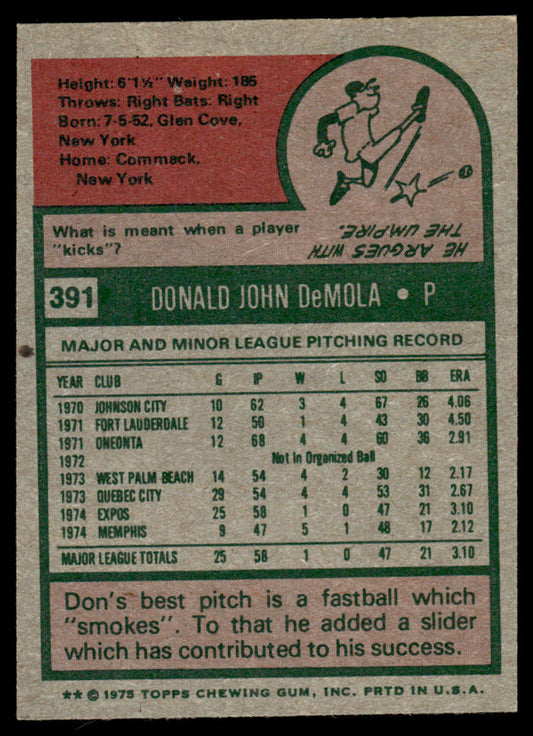 Height: 6'1½" Weight: 185
Throws: Right Bats: Right
Born: 7-5-52, Glen Cove,
New York
Home: Commack,
New York
What is meant when a player
"kicks"?
HE ARGUES WITH
THE UMPIRE.
391 DONALD JOHN DeMOLA • P
MAJOR AND MINOR LEAGUE PITCHING RECORD
YEAR CLUB G IP W L SO BB ERA
1970 JOHNSON CITY 10 62 3 4 67 26 4.06
1971 FORT LAUDERDALE 12 50 1 4 43 30 4.50
1971 ONEONTA 12 68 4 4 60 36 2.91
1972 Not In Organized Ball
1973 WEST PALM BEACH 14 54 4 2 30 12 2.17
1973 QUEBEC CITY 29 54 4 4 53 31 2.67
1974 EXPOS 25 58 1 0 47 21 3.10
1974 MEMPHIS 9 47 5 1 48 17 2.12
MAJOR LEAGUE TOTALS 25 58 1 0 47 21 3.10
Don's best pitch is a fastball which
"smokes". To that he added a slider
which has contributed to his success.
** © 1975 TOPPS CHEWING GUM, INC. PRTD IN U.S.A.